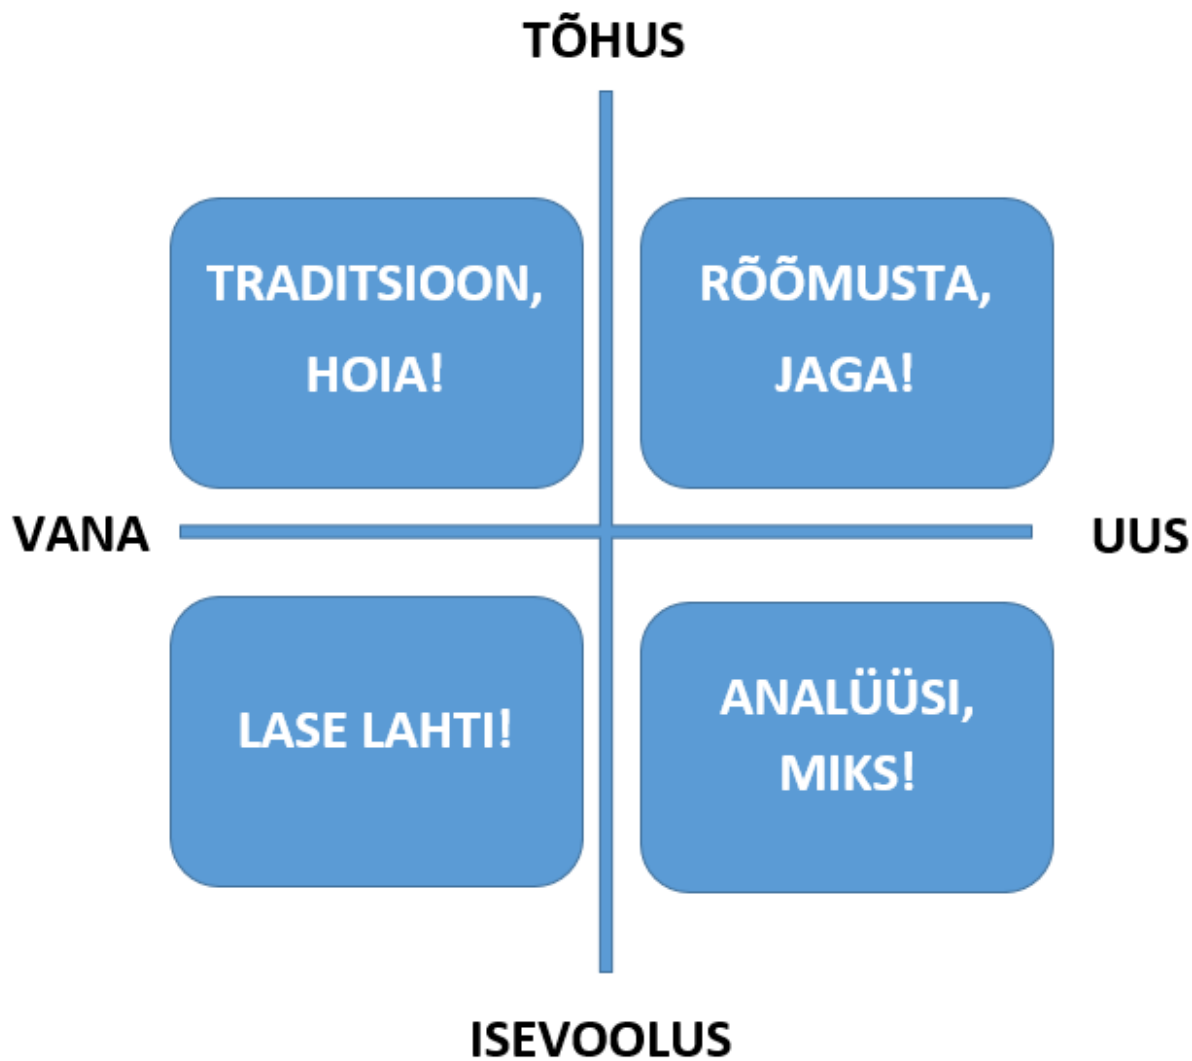 TÕHUS
TRADITSIOON,
HOIA!
RÕÕMUSTA,
JAGA!
VANA
UUS
LASE LAHTI!
ANALÜÜSI,
MIKS!
ISEVOOLUS